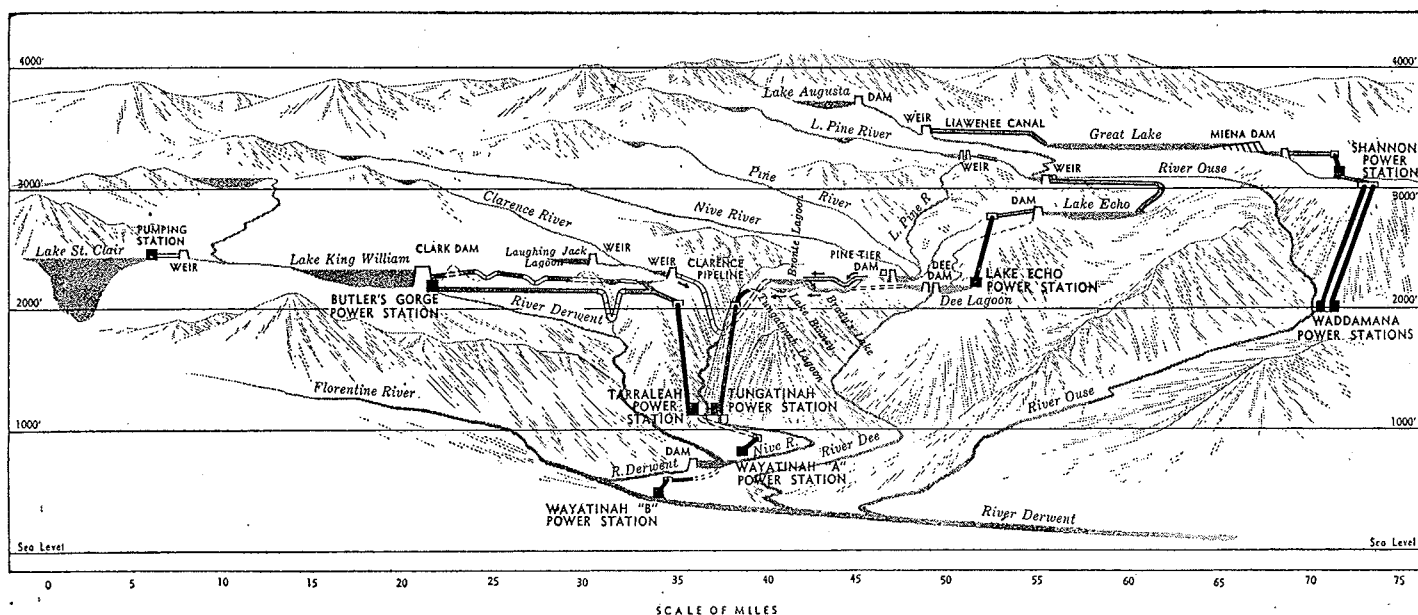 4000'
4000'
Lake Augusta
DAM
WEIR
LIAWENEE CANAL
L. Pine River
Great Lake
MIENA DAM
SHANNON
POWER
STATION
WEIR
WEIR
River Ouse
3000'
3000'
Pine
River
Clarence River
Nive River
L. Pine R.
DAM
Lake Echo
PUMPING
STATION
Lake St. Clair
WEIR
Lake King William
CLARK DAM
Laughing Jack
Lagoon
WEIR
WEIR
CLARENCE
PIPELINE
Bronte Lagoon
PINE TIER
DAM
DEE
DAM
LAKE ECHO
POWER STATION
Dee Lagoon
2000'
2000'
BUTLER'S GORGE
POWER STATION
River Derwent
Tungatinah Lagoon
Lake Binney
Brady's Lake
WADDAMANA
POWER STATIONS
Florentine River
TARRALEAH
POWER
STATION
TUNGATINAH
POWER STATION
River Ouse
1000'
1000'
Nive R.
River Dee
DAM
R. Derwent
WAYATINAH "A"
POWER STATION
WAYATINAH "B"
POWER STATION
River Derwent
Sea Level
Sea Level
0 5 10 15 20 25 30 35 40 45 50 55 60 65 70 75
SCALE OF MILES